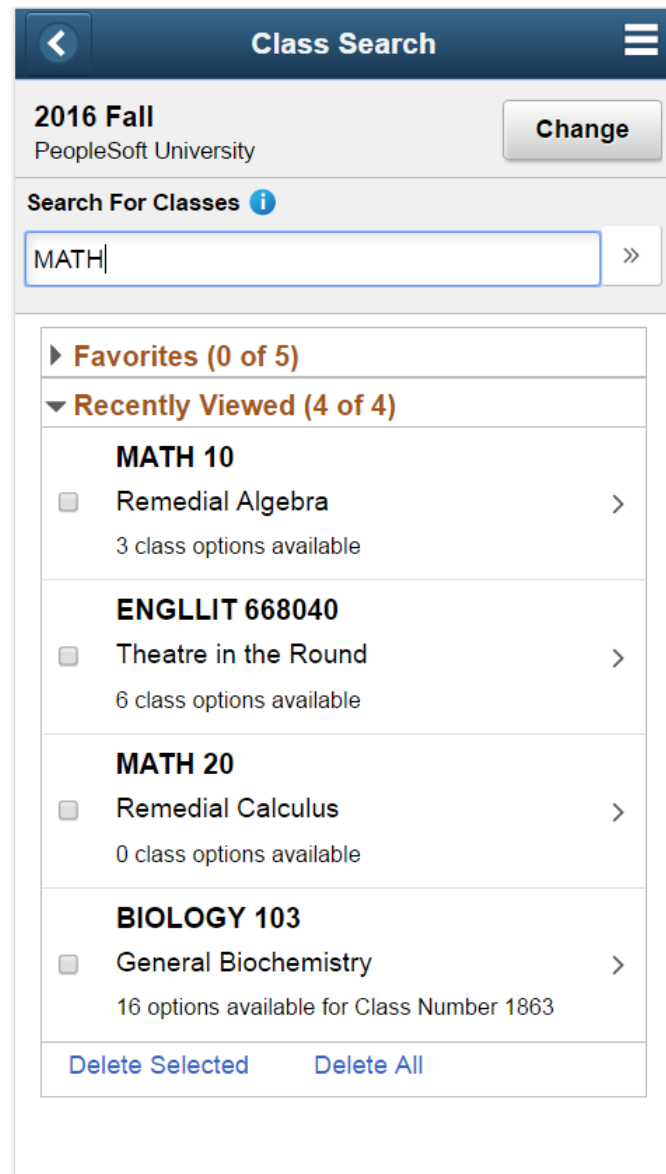 Class Search
2016 Fall
Change
PeopleSoft University
Search For Classes
MATH
Favorites (0 of 5)
Recently Viewed (4 of 4)
MATH 10
Remedial Algebra
3 class options available
ENGLLIT 668040
Theatre in the Round
6 class options available
MATH 20
Remedial Calculus
0 class options available
BIOLOGY 103
General Biochemistry
16 options available for Class Number 1863
Delete Selected Delete All